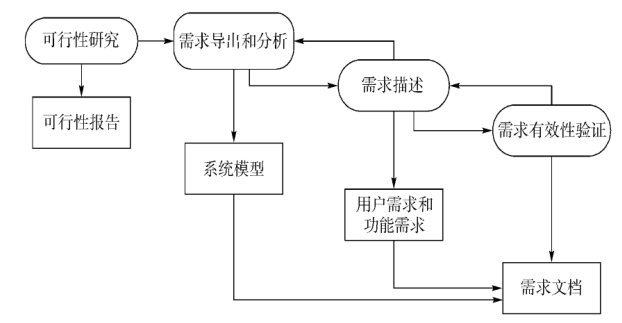 可行性研究
需求导出和分析
需求描述
可行性报告
需求有效性验证
系统模型
用户需求和
功能需求
需求文档